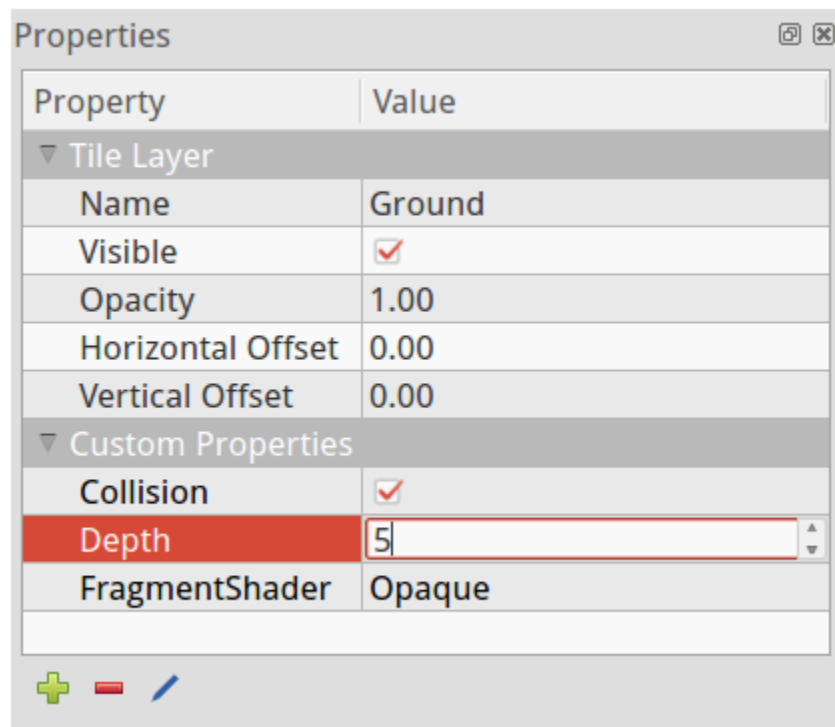 Properties
Property Value
Tile Layer
Name Ground
Visible
Opacity 1.00
Horizontal Offset 0.00
Vertical Offset 0.00
Custom Properties
Collision
Depth 5
FragmentShader Opaque